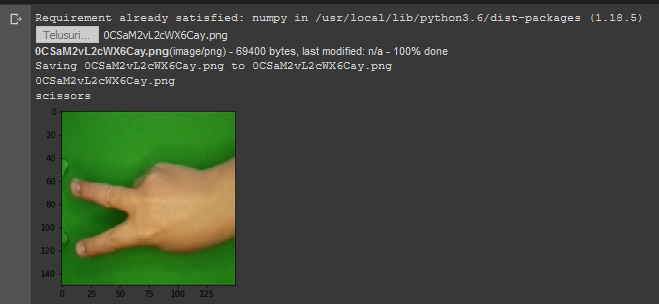 Requirement already satisfied: numpy in /usr/local/lib/python3.6/dist-packages (1.18.5)
Telusuri... 0CSaM2vL2cWX6Cay.png
0CSaM2vL2cWX6Cay.png(image/png) - 69400 bytes, last modified: n/a - 100% done
Saving 0CSaM2vL2cWX6Cay.png to 0CSaM2vL2cWX6Cay.png
0CSaM2vL2cWX6Cay.png
scissors
0
20
40
60
80
100
120
140
0 25 50 75 100 125